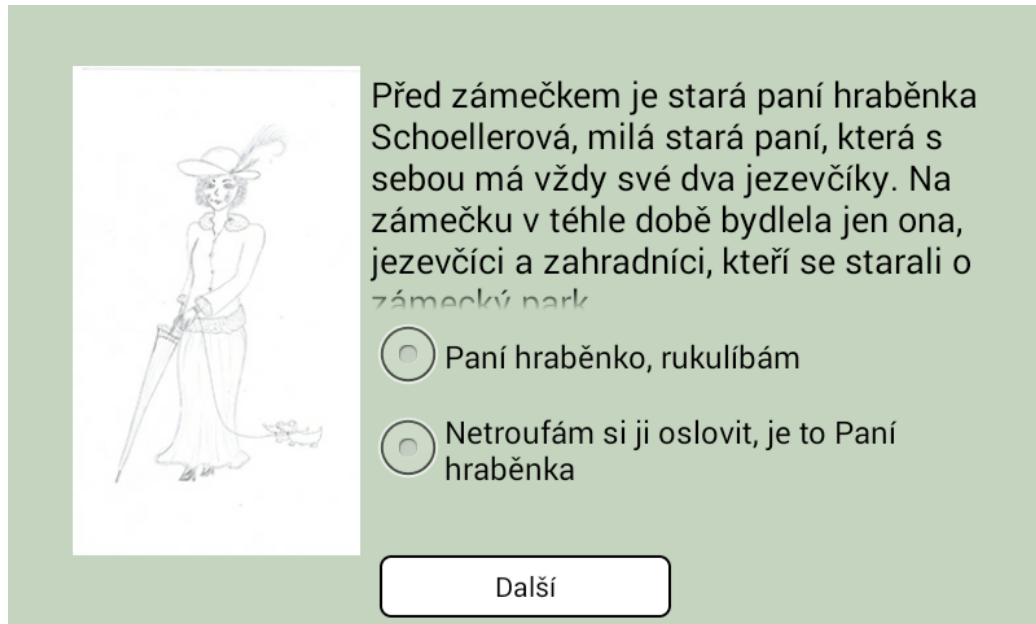 Před zámečkem je stará paní hraběnka
Schoellerová, milá stará paní, která s
sebou má vždy své dva jezevčíky. Na
zámečku v téhle době bydlela jen ona,
jezevčíci a zahradníci, kteří se starali o
zámecký park
Paní hraběnko, rukulíbám
Netroufám si ji oslovit, je to Paní
hraběnka
Další